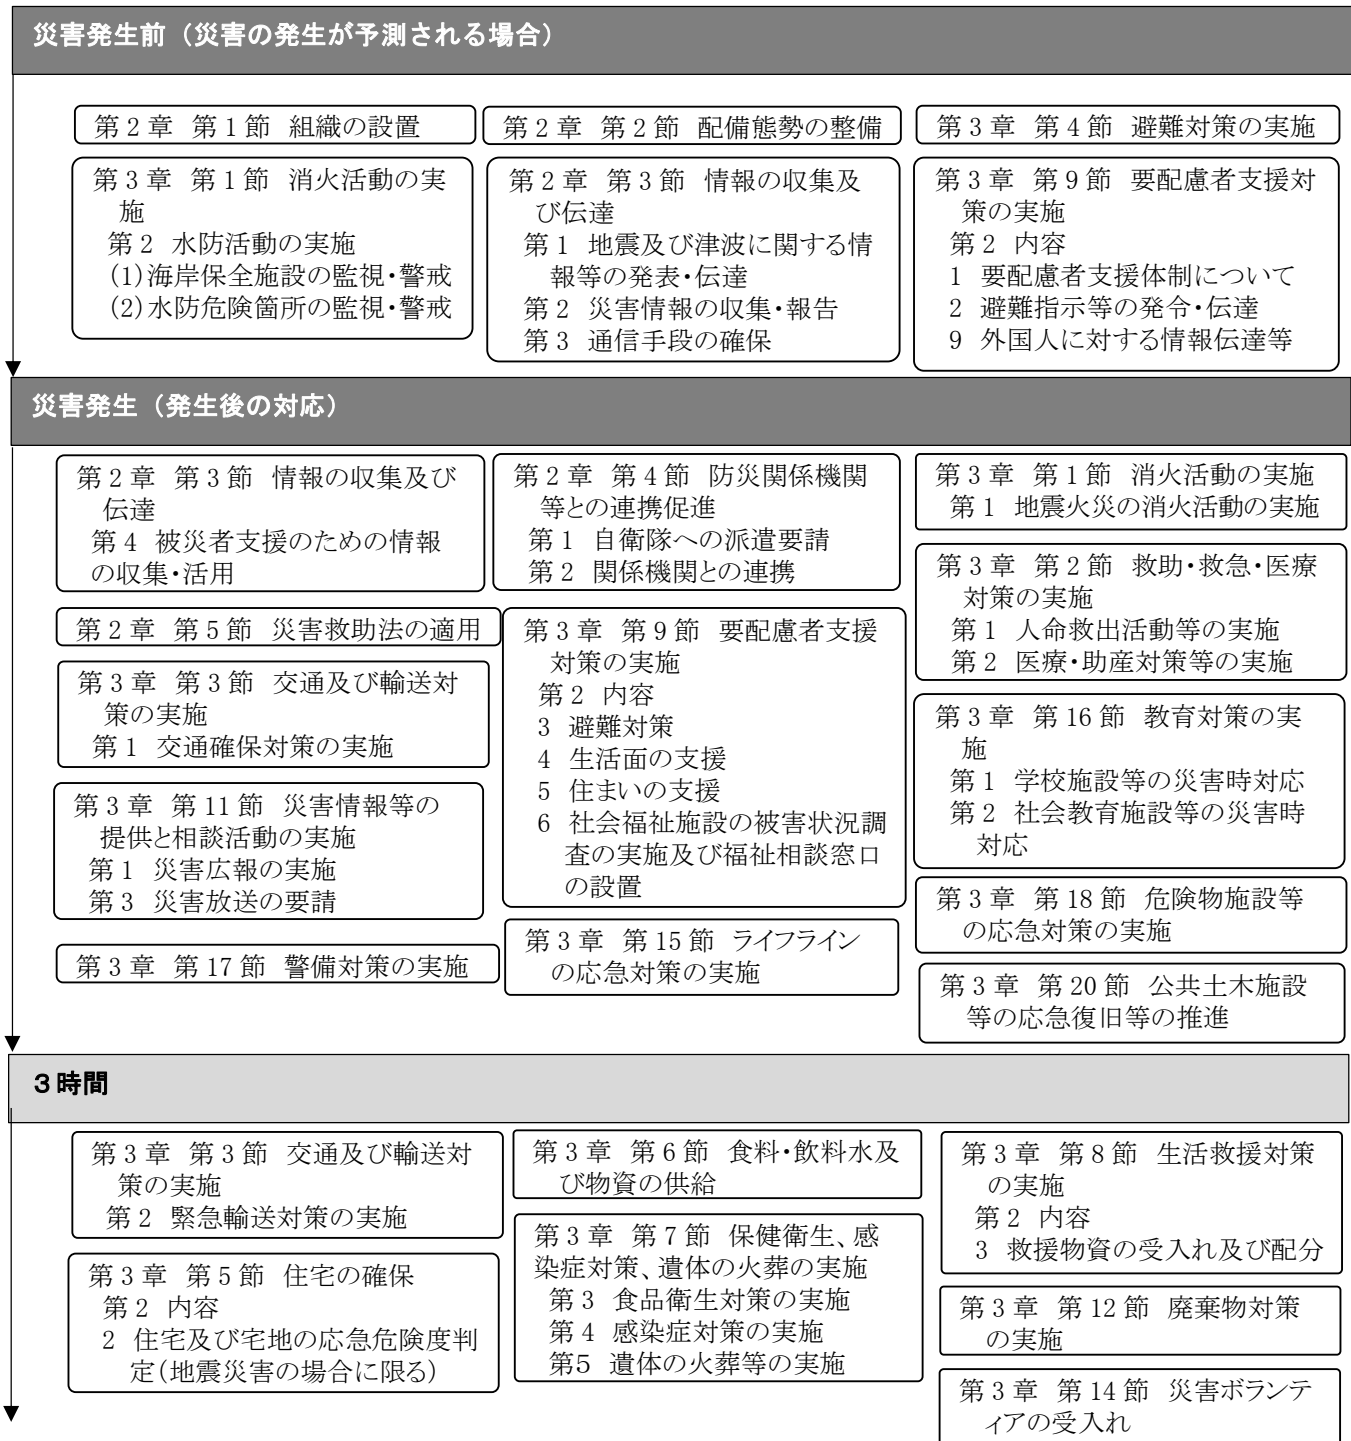 災害発生前（災害の発生が予測される場合）
第２章 第１節 組織の設置
第２章 第２節 配備態勢の整備
第３章 第４節 避難対策の実施
第３章 第１節 消火活動の実
施
第２ 水防活動の実施
(1)海岸保全施設の監視・警戒
(2)水防危険箇所の監視・警戒
第２章 第３節 情報の収集及
び伝達
第１ 地震及び津波に関する情
報等の発表・伝達
第２ 災害情報の収集・報告
第３ 通信手段の確保
第３章 第９節 要配慮者支援対
策の実施
第２ 内容
１ 要配慮者支援体制について
２ 避難指示等の発令・伝達
９ 外国人に対する情報伝達等
災害発生（発生後の対応）
第２章 第３節 情報の収集及び
伝達
第４ 被災者支援のための情報
の収集・活用
第２章 第５節 災害救助法の適用
第３章 第３節 交通及び輸送対
策の実施
第１ 交通確保対策の実施
第３章 第11節 災害情報等の
提供と相談活動の実施
第１ 災害広報の実施
第３ 災害放送の要請
第３章 第17節 警備対策の実施
第２章 第４節 防災関係機関
等との連携促進
第１ 自衛隊への派遣要請
第２ 関係機関との連携
第３章 第９節 要配慮者支援
対策の実施
第２ 内容
３ 避難対策
４ 生活面の支援
５ 住まいの支援
６ 社会福祉施設の被害状況調
査の実施及び福祉相談窓口
の設置
第３章 第15節 ライフライン
の応急対策の実施
第３章 第１節 消火活動の実施
第１ 地震火災の消火活動の実施
第３章 第２節 救助・救急・医療
対策の実施
第１ 人命救出活動等の実施
第２ 医療・助産対策等の実施
第３章 第16節 教育対策の実
施
第１ 学校施設等の災害時対応
第２ 社会教育施設等の災害時
対応
第３章 第18節 危険物施設等
の応急対策の実施
第３章 第20節 公共土木施設
等の応急復旧等の推進
３時間
第３章 第３節 交通及び輸送対
策の実施
第２ 緊急輸送対策の実施
第３章 第５節 住宅の確保
第２ 内容
２ 住宅及び宅地の応急危険度判
定（地震災害の場合に限る）
第３章 第６節 食料・飲料水及
び物資の供給
第３章 第７節 保健衛生、感
染症対策、遺体の火葬の実施
第３ 食品衛生対策の実施
第４ 感染症対策の実施
第５ 遺体の火葬等の実施
第３章 第８節 生活救援対策
の実施
第２ 内容
３ 救援物資の受入れ及び配分
第３章 第12節 廃棄物対策
の実施
第３章 第14節 災害ボランテ
ィアの受入れ